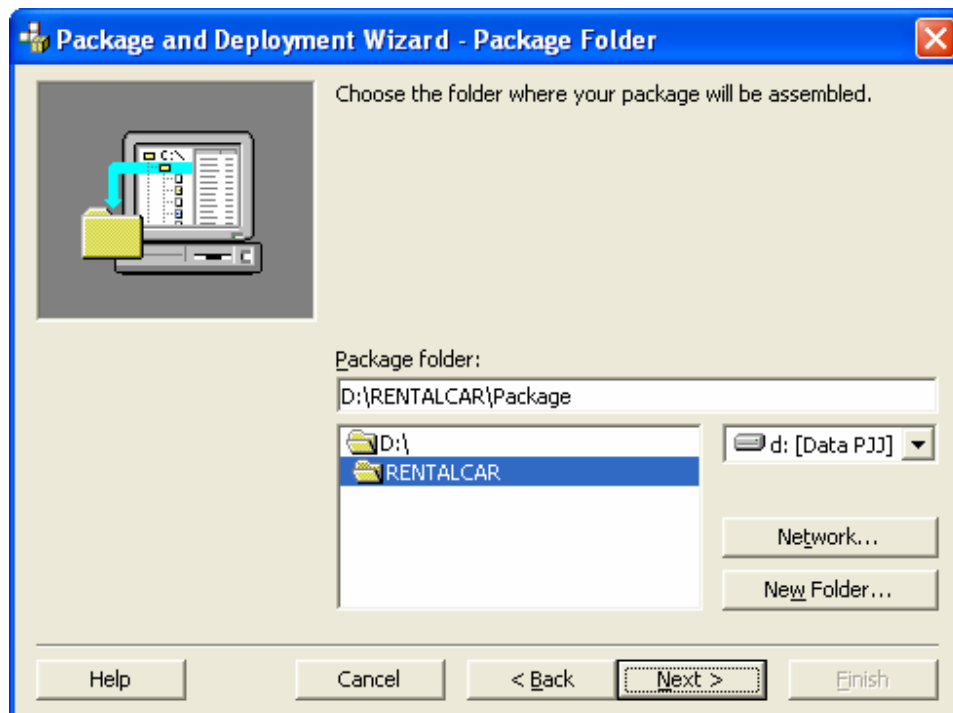 Package and Deployment Wizard - Package Folder
Choose the folder where your package will be assembled.
C:\
Package folder:
D:\RENTALCAR\Package
D:\
d: [Data PJJ]
RENTALCAR
Network...
New Folder...
Help
Cancel
< Back
Next >
Finish